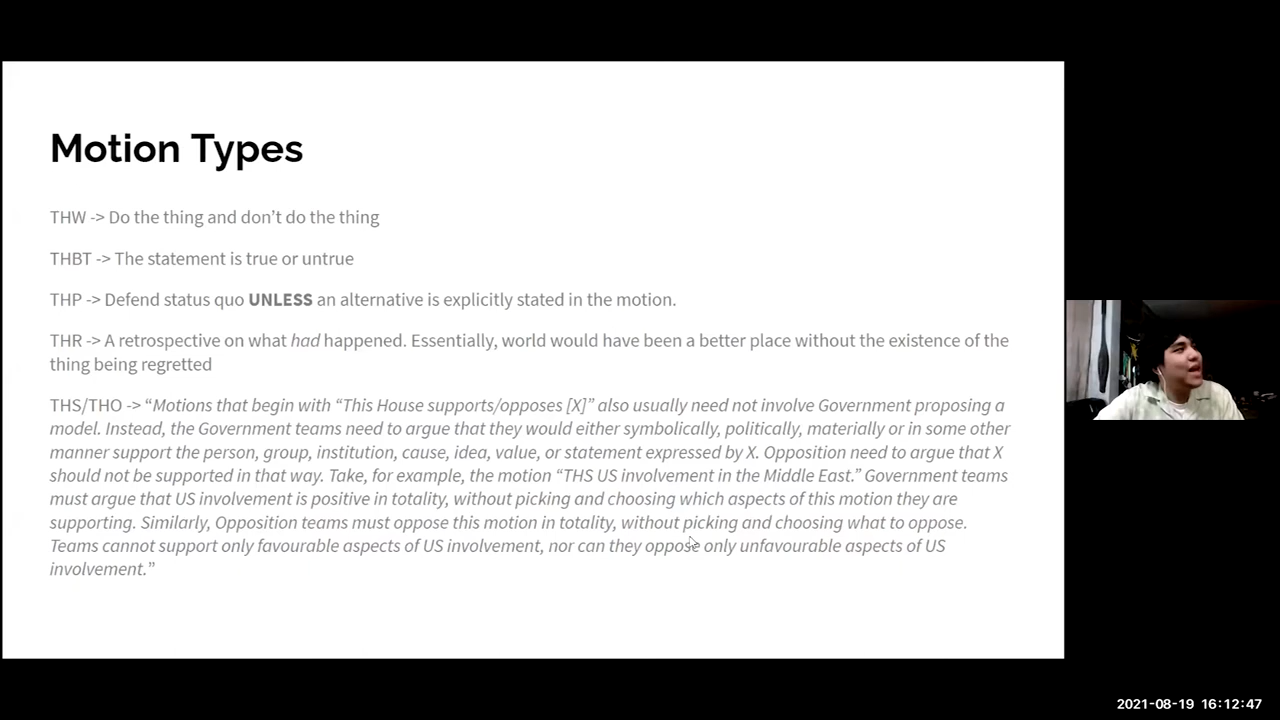 Motion Types
THW -> Do the thing and don’t do the thing
THBT -> The statement is true or untrue
THP -> Defend status quo UNLESS an alternative is explicitly stated in the motion.
THR -> A retrospective on what had happened. Essentially, world would have been a better place without the existence of the
thing being regretted
THS/THO -> “Motions that begin with “This House supports/opposes [X]” also usually need not involve Government proposing a
model. Instead, the Government teams need to argue that they would either symbolically, politically, materially or in some other
manner support the person, group, institution, cause, idea, value, or statement expressed by X. Opposition need to argue that X
should not be supported in that way. Take, for example, the motion “THS US involvement in the Middle East.” Government teams
must argue that US involvement is positive in totality, without picking and choosing which aspects of this motion they are
supporting. Similarly, Opposition teams must oppose this motion in totality, without picking and choosing what to oppose.
Teams cannot support only favourable aspects of US involvement, nor can they oppose only unfavourable aspects of US
involvement.”
2021-08-19 16:12:47